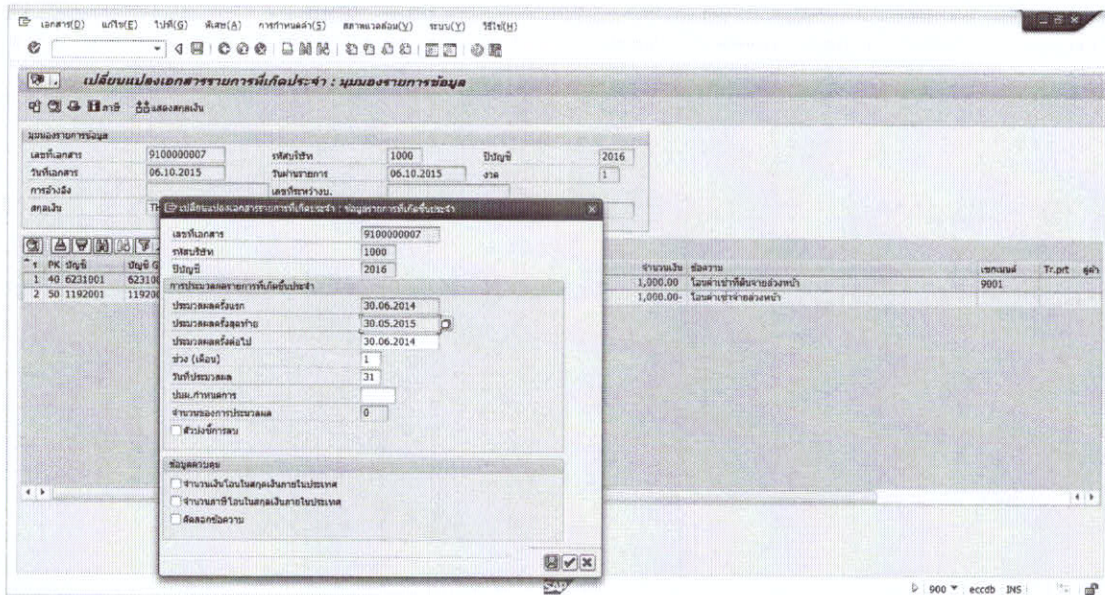 เอกสาร(D) แก้ไข(E) ไปที่(G) พิเศษ(A) การกำหนดค่า(S) สภาพแวดล้อม(V) ระบบ(Y) วิธีใช้(H)
เปลี่ยนแปลงเอกสารรายการที่เกิดประจำ : มุมมองรายการข้อมูล
ภาษี แสดงสกุลเงิน
มุมมองรายการข้อมูล
เลขที่เอกสาร 9100000007 รหัสบริษัท 1000 ปีบัญชี 2016
วันที่เอกสาร 06.10.2015 วันผ่านรายการ 06.10.2015 งวด 1
การอ้างอิง เลขที่ระหว่างบ.
สกุลเงิน
เปลี่ยนแปลงเอกสารรายการที่เกิดประจำ : ข้อมูลรายการที่เกิดขึ้นประจำ
เลขที่เอกสาร 9100000007
รหัสบริษัท 1000
ปีบัญชี 2016
การประมวลผลรายการที่เกิดขึ้นประจำ
ประมวลผลครั้งแรก 30.06.2014
ประมวลผลครั้งสุดท้าย 30.05.2015
ประมวลผลครั้งต่อไป 30.06.2014
ช่วง (เดือน) 1
วันที่ประมวลผล 31
ปมผ.กำหนดการ
จำนวนของการประมวลผล 0
ตัวบ่งชี้การลบ
ข้อมูลควบคุม
จำนวนเงินโอนในสกุลเงินภายในประเทศ
จำนวนภาษีโอนในสกุลเงินภายในประเทศ
คัดลอกข้อความ
ร PK บัญชี บัญชี G จำนวนเงิน ข้อความ เซกเมนต์ Tr.prt คู่ค้า
1 40 6231001 62310 1,000.00 โอนค่าเช่าที่ดินจ่ายล่วงหน้า 9001
2 50 1192001 11920 1,000.00- โอนค่าเช่าจ่ายล่วงหน้า
SAP
900 eccdb INS